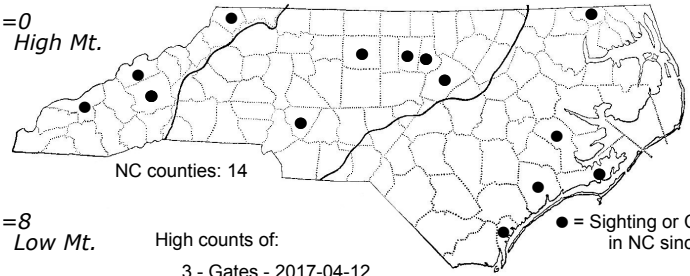 =0
High Mt.
NC counties: 14
=8
Low Mt.
High counts of:
3 - Gates - 2017-04-12
● = Sighting or
in NC